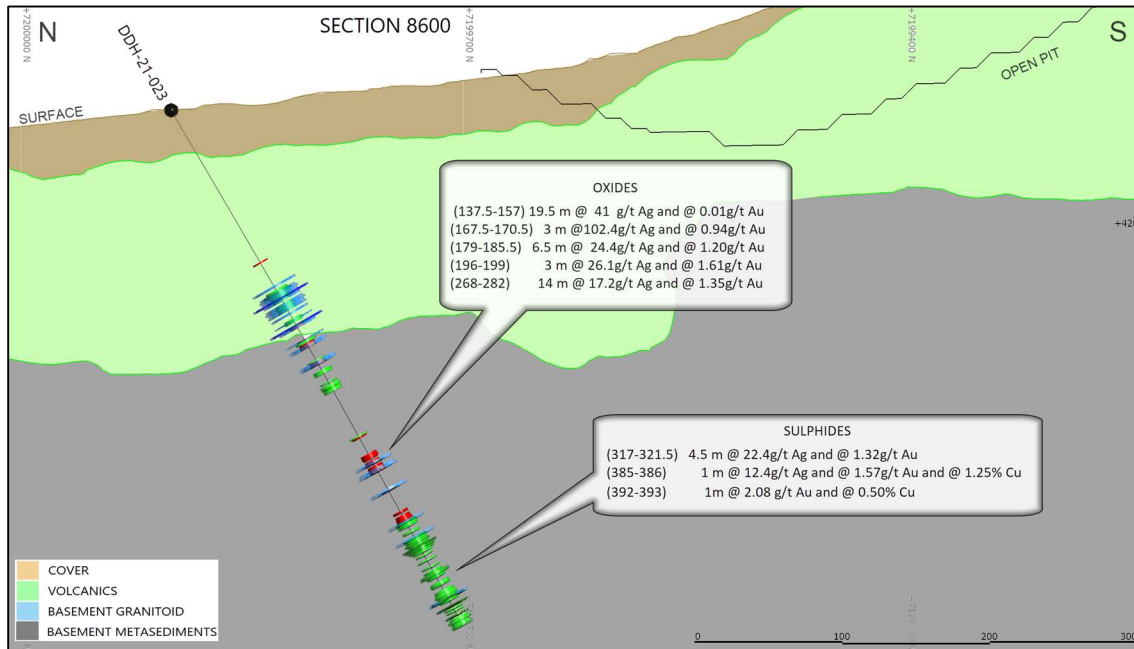 +7200000 N
+7199700 N
+7199400 N
N
SECTION 8600
S
DDH-21-023
OPEN PIT
SURFACE
OXIDES
(137.5-157) 19.5 m @ 41 g/t Ag and @ 0.01g/t Au
(167.5-170.5) 3 m @102.4g/t Ag and @ 0.94g/t Au
(179-185.5) 6.5 m @ 24.4g/t Ag and @ 1.20g/t Au
(196-199) 3 m @ 26.1g/t Ag and @ 1.61g/t Au
(268-282) 14 m @ 17.2g/t Ag and @ 1.35g/t Au
SULPHIDES
(317-321.5) 4.5 m @ 22.4g/t Ag and @ 1.32g/t Au
(385-386) 1 m @ 12.4g/t Ag and @ 1.57g/t Au and @ 1.25% Cu
(392-393) 1m @ 2.08 g/t Au and @ 0.50% Cu
COVER
VOLCANICS
BASEMENT GRANITOID
BASEMENT METASEDIMENTS
0 100 200 300